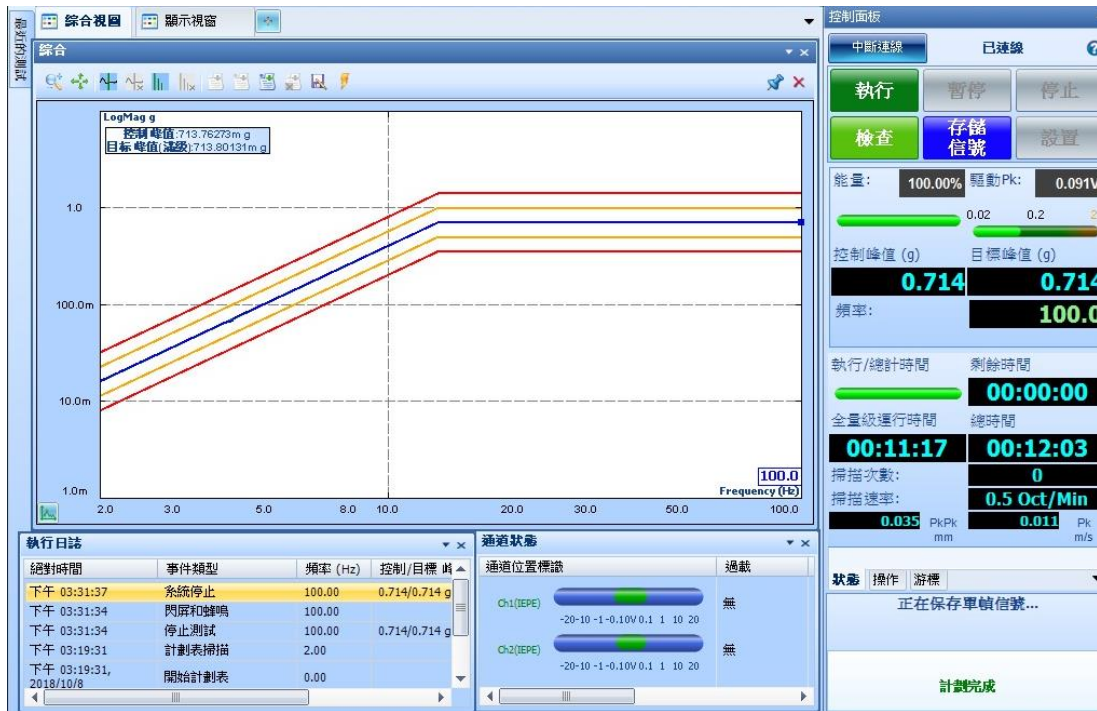 最近的測試
綜合視圖
顯示視窗
綜合
LogMag g
控制 峰值:713.76273m g
目标 峰值(滿級):713.80131m g
1.0
100.0m
10.0m
1.0m
100.0
Frequency (Hz)
2.0 3.0 5.0 8.0 10.0 20.0 30.0 50.0 100.0
執行日誌
絕對時間 事件類型 頻率 (Hz) 控制/目標
下午 03:31:37 系統停止 100.00 0.714/0.714 g
下午 03:31:34 閃屏和蜂鳴 100.00
下午 03:31:34 停止測試 100.00 0.714/0.714 g
下午 03:19:31 計劃表掃描 2.00
下午 03:19:31, 2018/10/8 開始計劃表 0.00
通道狀態
通道位置標識 過載
Ch1(IEPE) 無
-20-10 -1-0.10V0.1 1 10 20
Ch2(IEPE) 無
-20-10 -1-0.10V0.1 1 10 20
控制面板
中斷連線 已連線
執行 暫停 停止
檢查 存储信號 設置
能量: 100.00% 驅動Pk: 0.091V
0.02 0.2 2
控制峰值 (g) 目標峰值 (g)
0.714 0.714
頻率: 100.0
執行/總計時間 剩餘時間
00:00:00
全量級運行時間 總時間
00:11:17 00:12:03
掃描次數: 0
掃描速率: 0.5 Oct/Min
0.035 PkPk mm 0.011 Pk m/s
狀態 操作 游標
正在保存單幀信號...
計劃完成